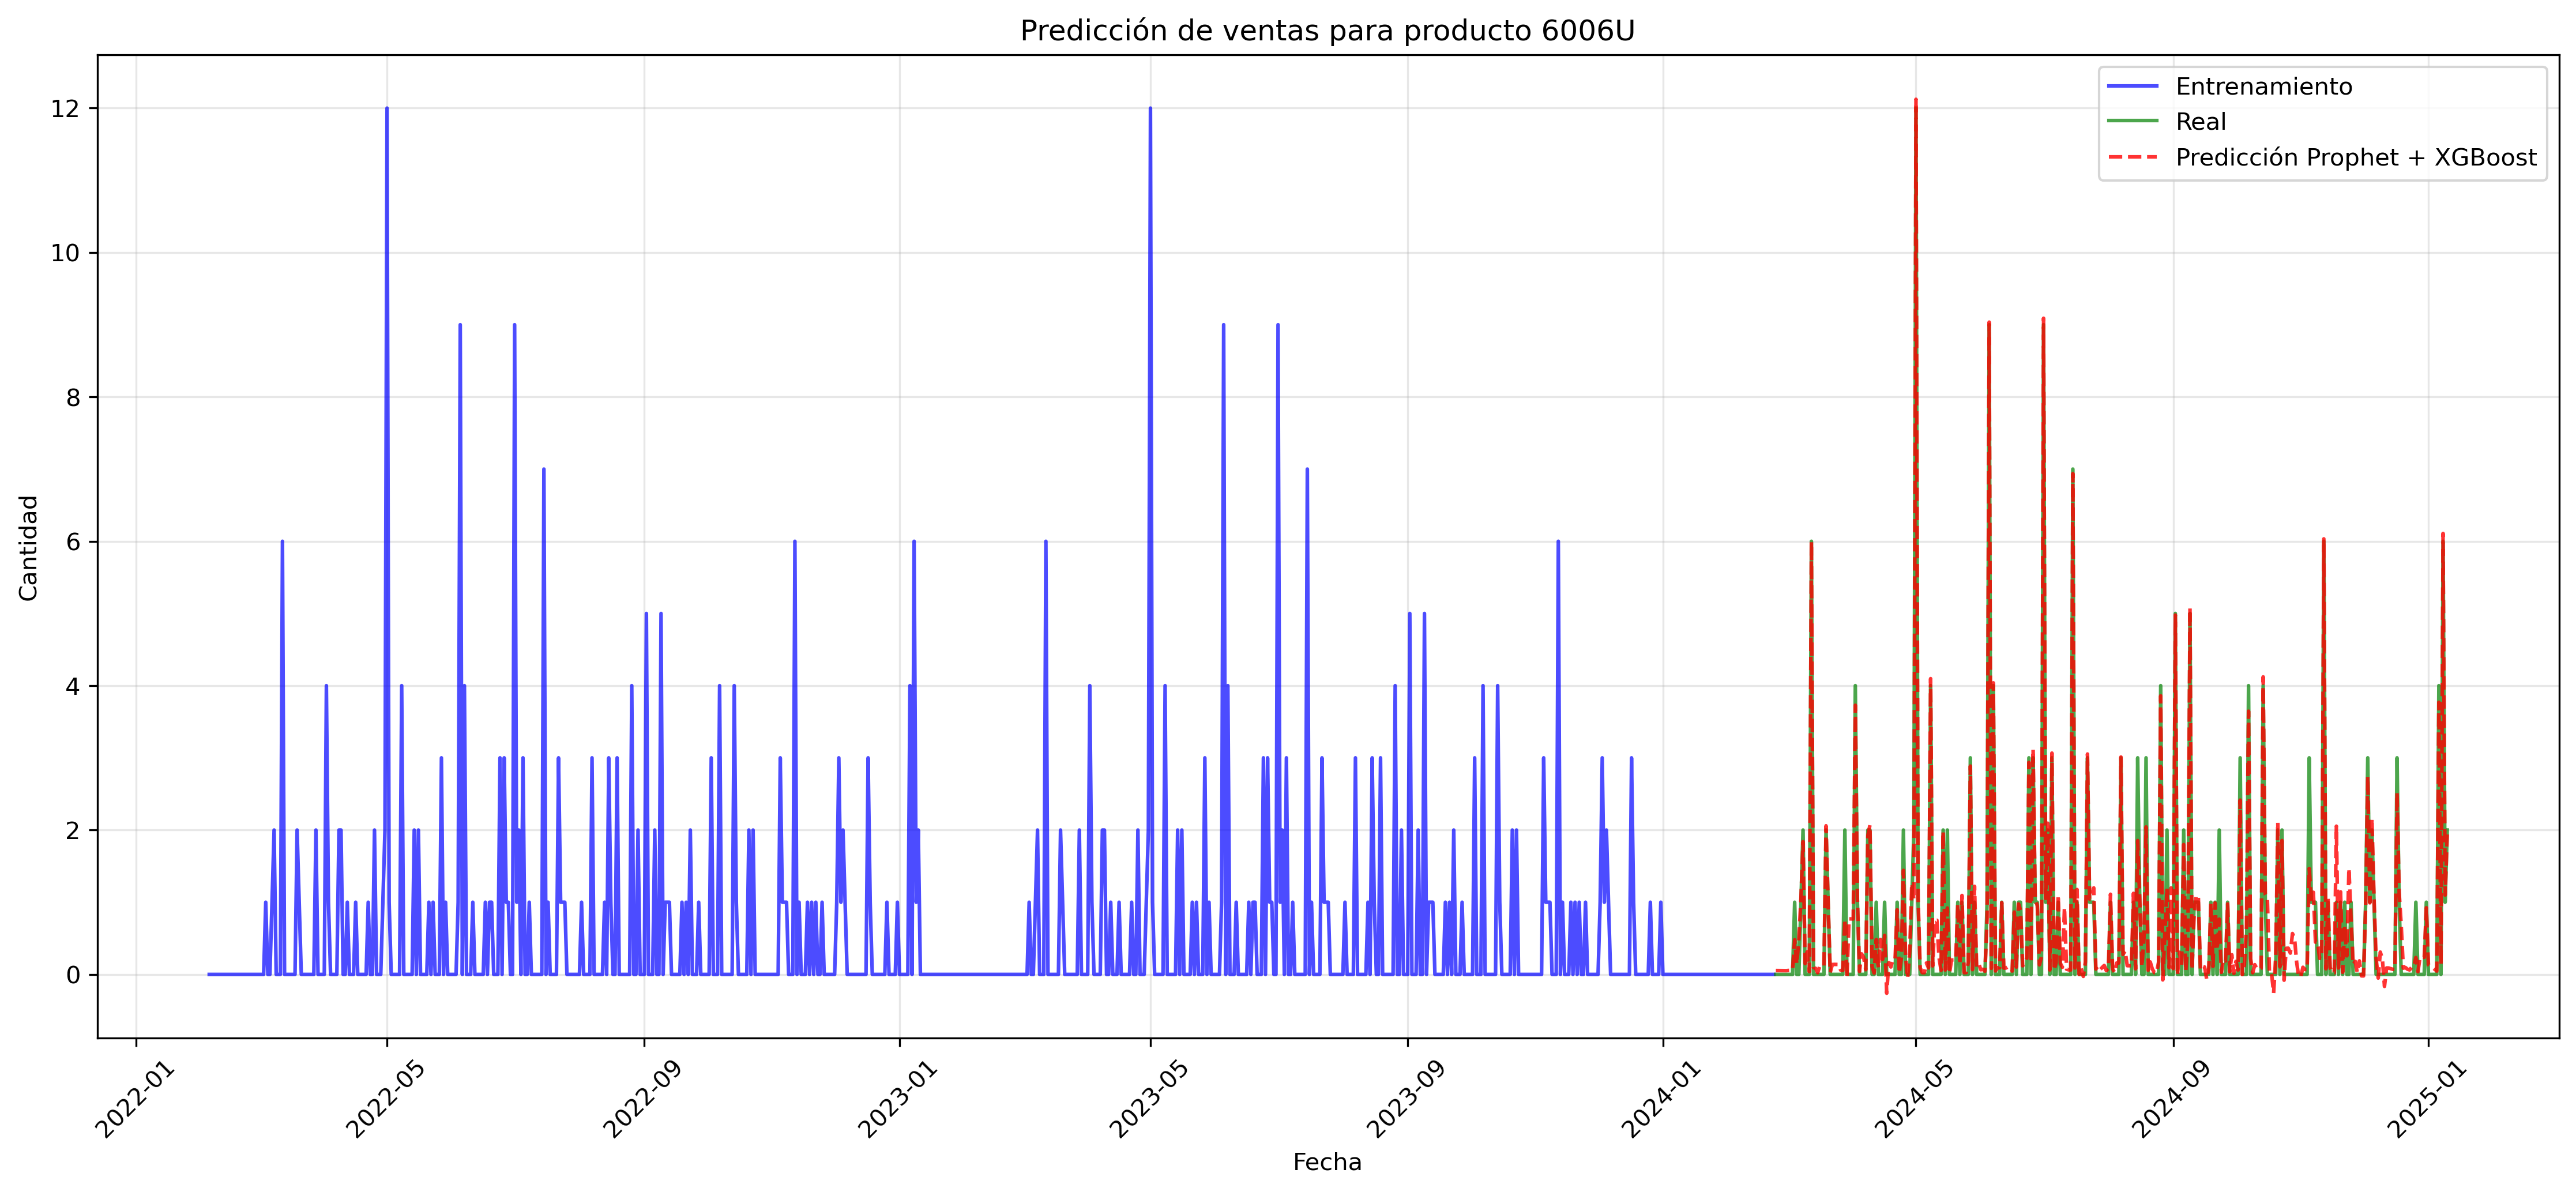 Predicción de ventas para producto 6006U
Entrenamiento
Real
Predicción Prophet + XGBoost
Cantidad
12
10
8
6
4
2
0
2022-01
2022-05
2022-09
2023-01
2023-05
2023-09
2024-01
2024-05
2024-09
2025-01
Fecha